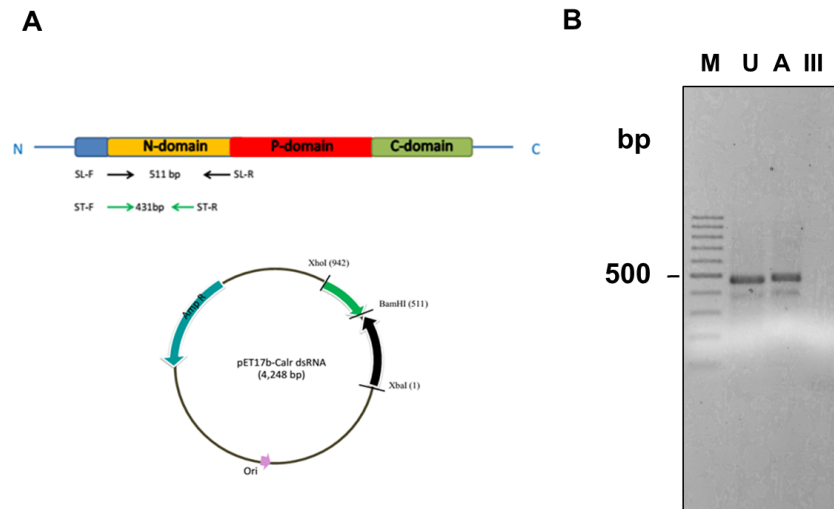 A
N N-domain P-domain C-domain C
SL-F 511 bp SL-R
ST-F 431bp ST-R
XhoI (942)
BamHI (511)
Amp R
pET17b-Calr dsRNA
(4,248 bp)
XbaI (1)
Ori
B
M U A III
bp
500